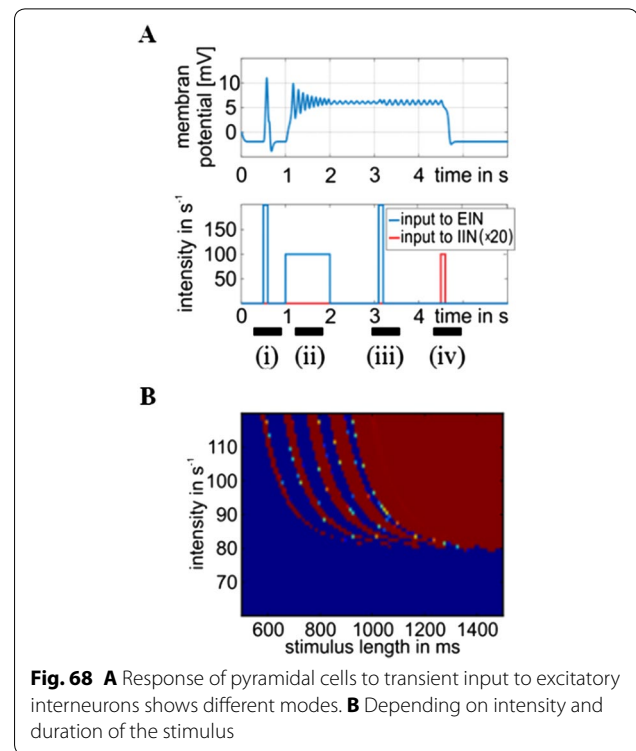 A
membran
potential [mV]
10
5
0
0 1 2 3 4 time in s
intensity in s-1
150
100
50
input to EIN
input to IIN (×20)
0 1 2 3 4 time in s
(i) (ii) (iii) (iv)
B
intensity in s-1
110
100
90
80
70
600 800 1000 1200 1400
stimulus length in ms
Fig. 68 A Response of pyramidal cells to transient input to excitatory
interneurons shows different modes. B Depending on intensity and
duration of the stimulus